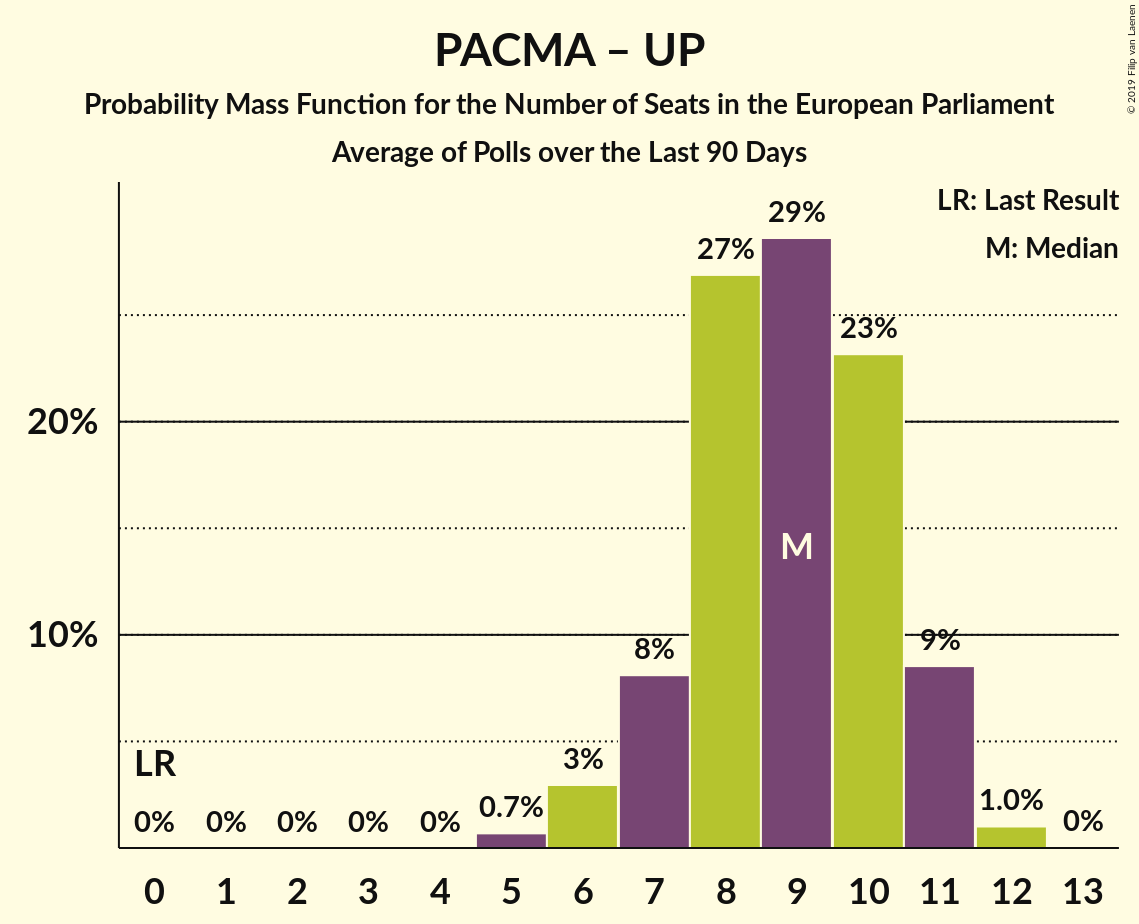 PACMA – UP
Probability Mass Function for the Number of Seats in the European Parliament
Average of Polls over the Last 90 Days
© 2019 Filip van Laenen
LR: Last Result
M: Median
29%
27%
23%
20%
M
10%
9%
8%
LR
3%
0.7%
1.0%
0% 0% 0% 0% 0% 0%
0 1 2 3 4 5 6 7 8 9 10 11 12 13